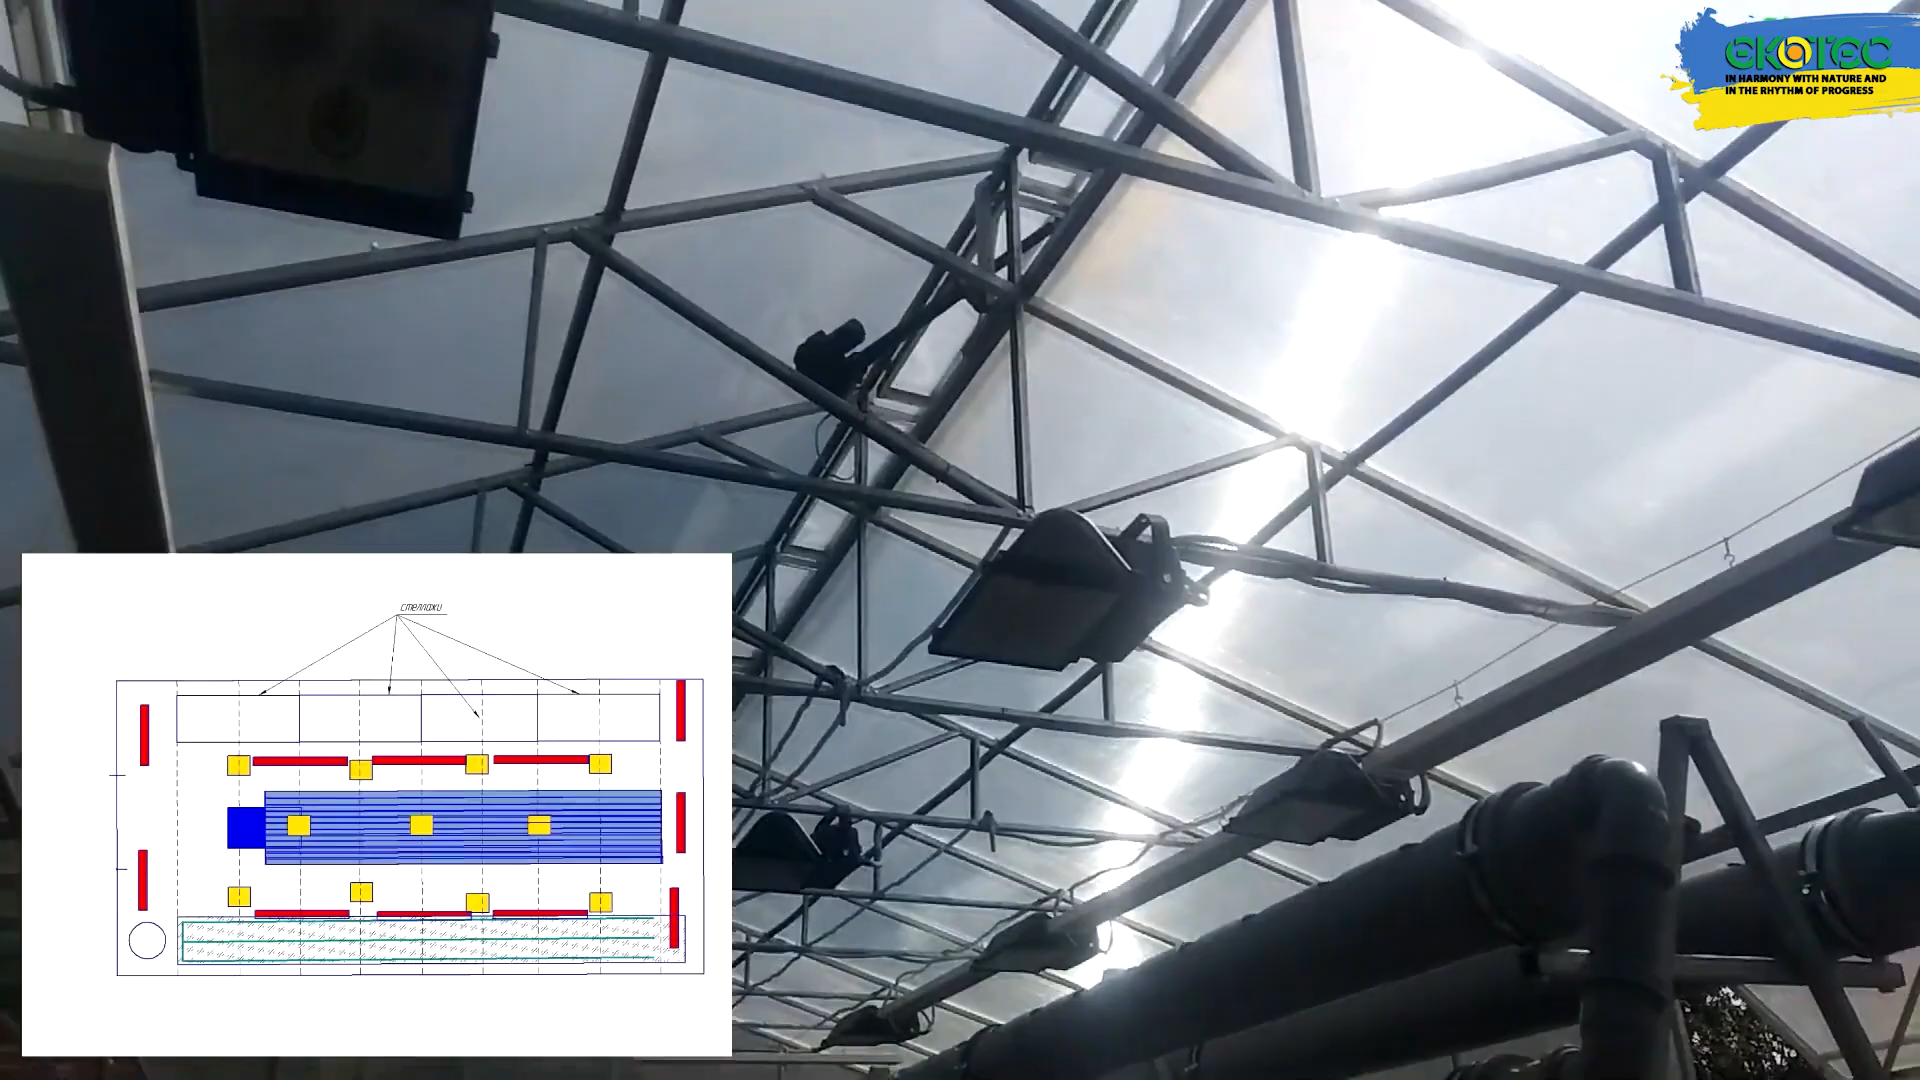 EKOTEC
IN HARMONY WITH NATURE AND
IN THE RHYTHM OF PROGRESS
стеллажи